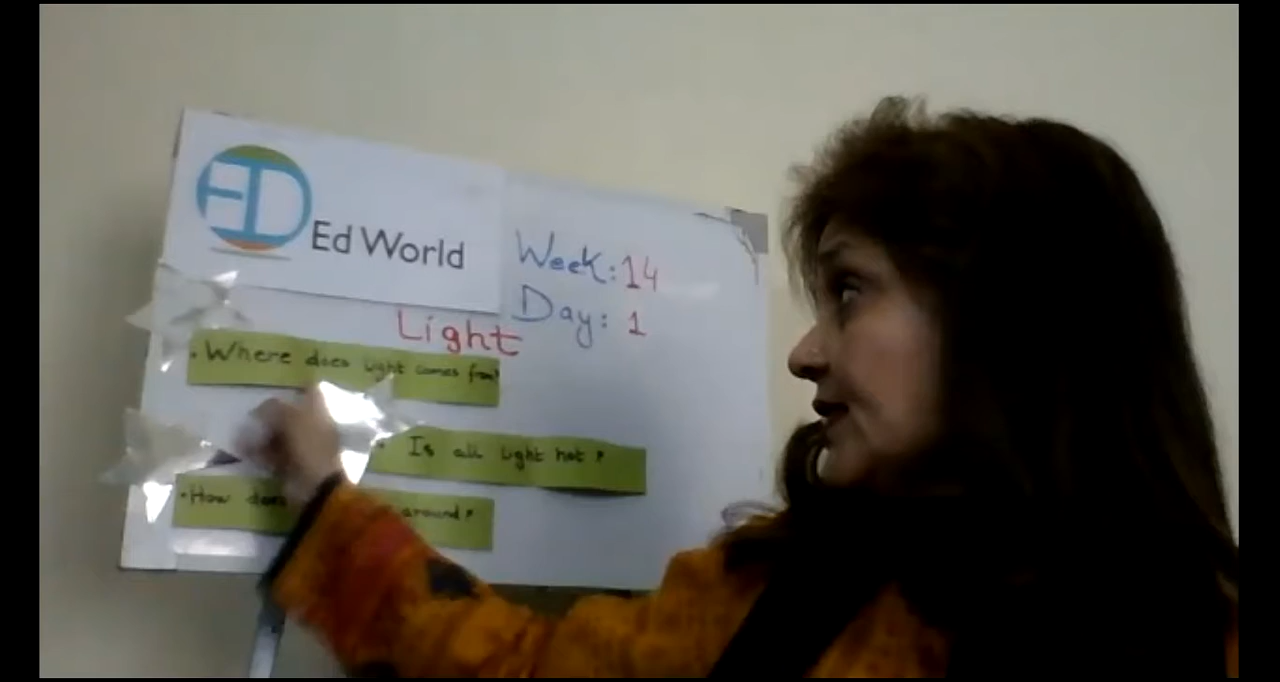 ED
Ed World
Week: 14
Day: 1
Light
• Where does Light comes from?
• Is all Light hot?
• How does around?